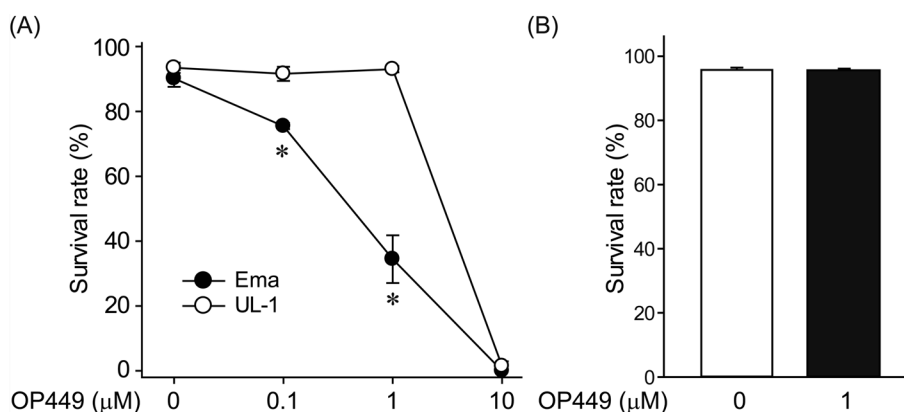 (A)
Survival rate (%)
100
80
60
40
20
0
*
*
Ema
UL-1
OP449 (μM) 0 0.1 1 10
(B)
Survival rate (%)
100
80
60
40
20
0
OP449 (μM) 0 1